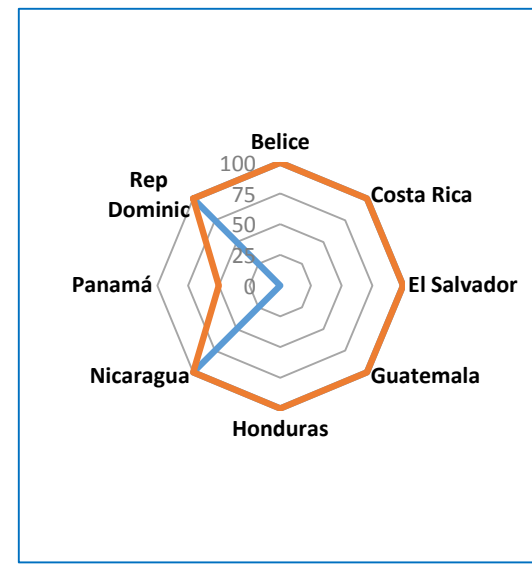 Belice
100
Rep
Dominic
75
Costa Rica
50
25
Panamá
0
El Salvador
Nicaragua
Guatemala
Honduras